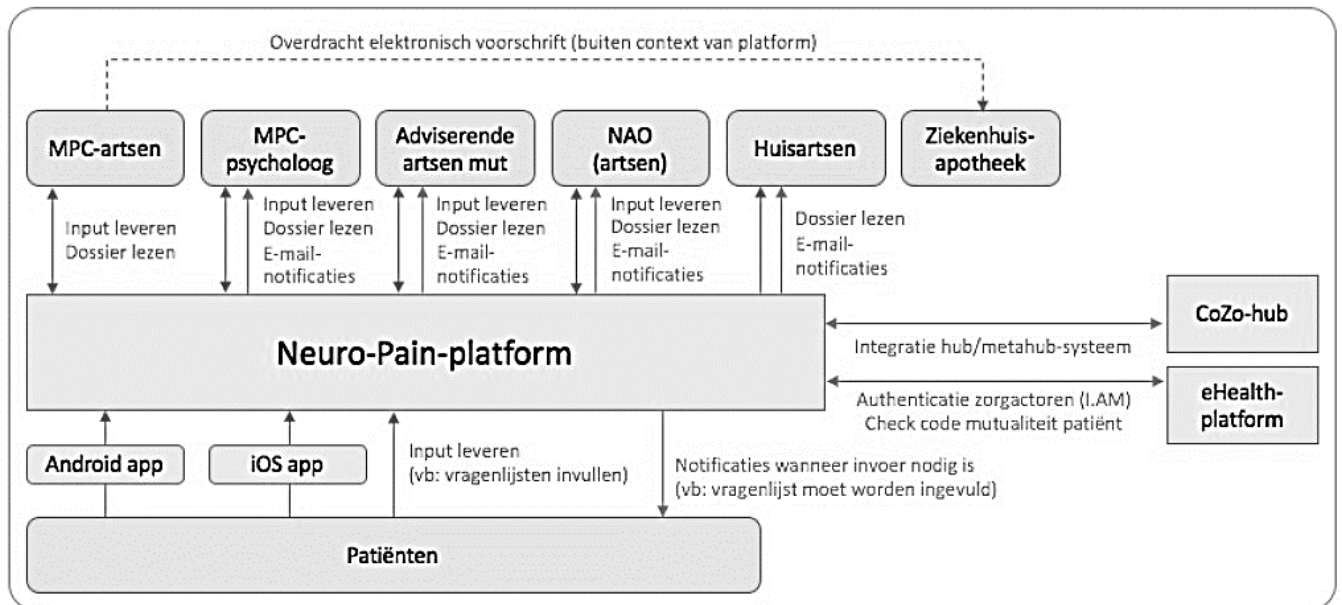 Overdracht elektronisch voorschrift (buiten context van platform)
MPC-artsen
MPC-
psycholoog
Adviserende
artsen mut
NAO
(artsen)
Huisartsen
Ziekenhuis-
apotheek
Input leveren
Dossier lezen
Input leveren
Dossier lezen
E-mail-
notificaties
Input leveren
Dossier lezen
E-mail-
notificaties
Input leveren
Dossier lezen
E-mail-
notificaties
Dossier lezen
E-mail-
notificaties
Neuro-Pain-platform
CoZo-hub
Integratie hub/metahub-systeem
eHealth-
platform
Authenticatie zorgactoren (I.AM)
Check code mutualiteit patiënt
Android app
iOS app
Input leveren
(vb: vragenlijsten invullen)
Notificaties wanneer invoer nodig is
(vb: vragenlijst moet worden ingevuld)
Patiënten